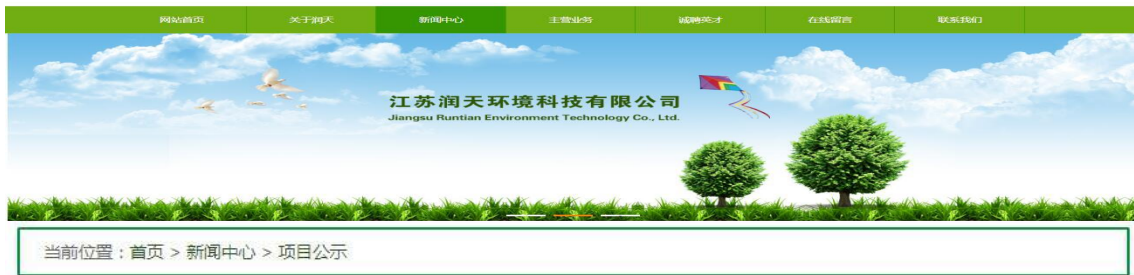 网站首页 关于润天 新闻中心 主营业务 诚聘英才 在线留言 联系我们
江苏润天环境科技有限公司
Jiangsu Runtian Environment Technology Co., Ltd.
当前位置：首页 > 新闻中心 > 项目公示